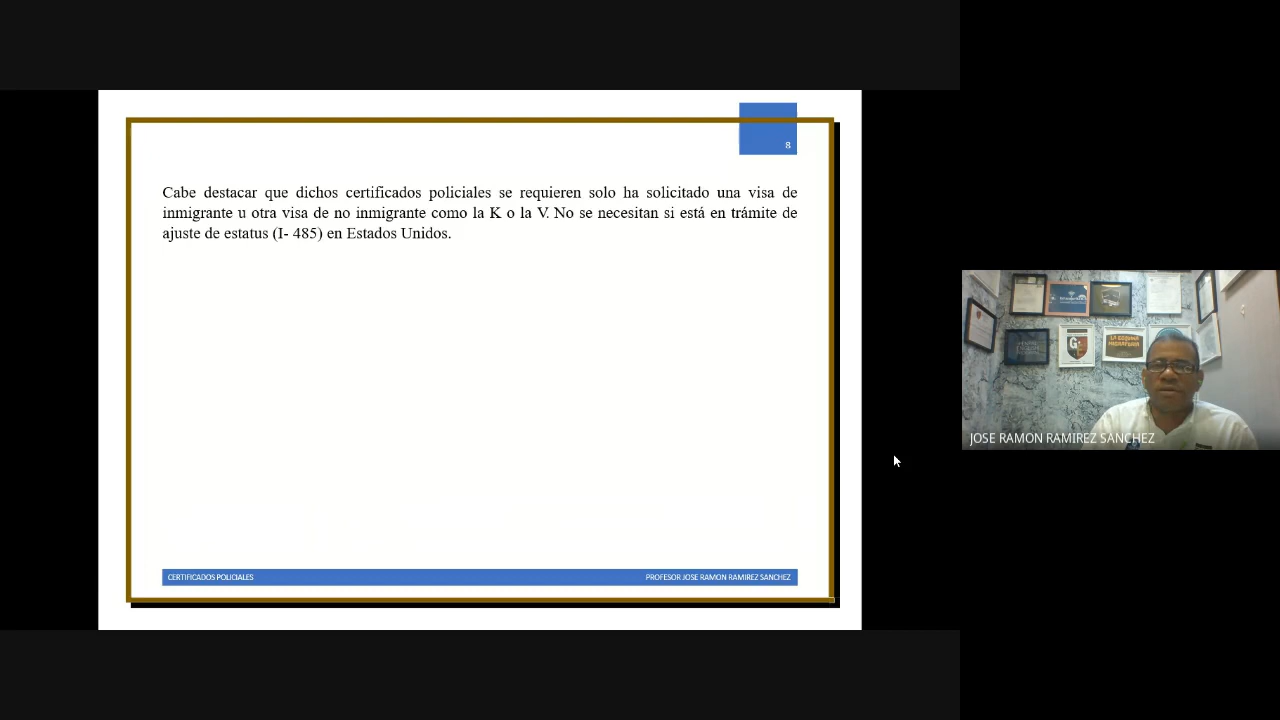 8
Cabe destacar que dichos certificados policiales se requieren solo ha solicitado una visa de
inmigrante u otra visa de no inmigrante como la K o la V. No se necesitan si está en trámite de
ajuste de estatus (I- 485) en Estados Unidos.
CERTIFICADOS POLICIALES
PROFESOR JOSE RAMON RAMIREZ SANCHEZ
JOSE RAMON RAMIREZ SANCHEZ